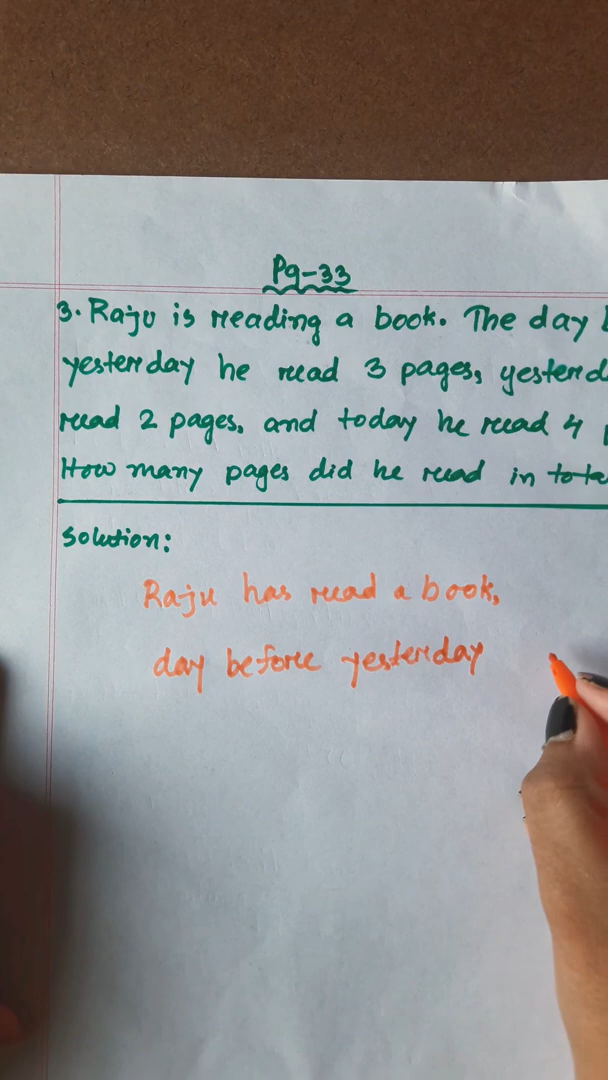 Pg-33
3. Raju is reading a book. The day
yesterday he read 3 pages, yesterd
read 2 pages, and today he read 4
How many pages did he read in tota
Solution:
Raju has read a book,
day before yesterday